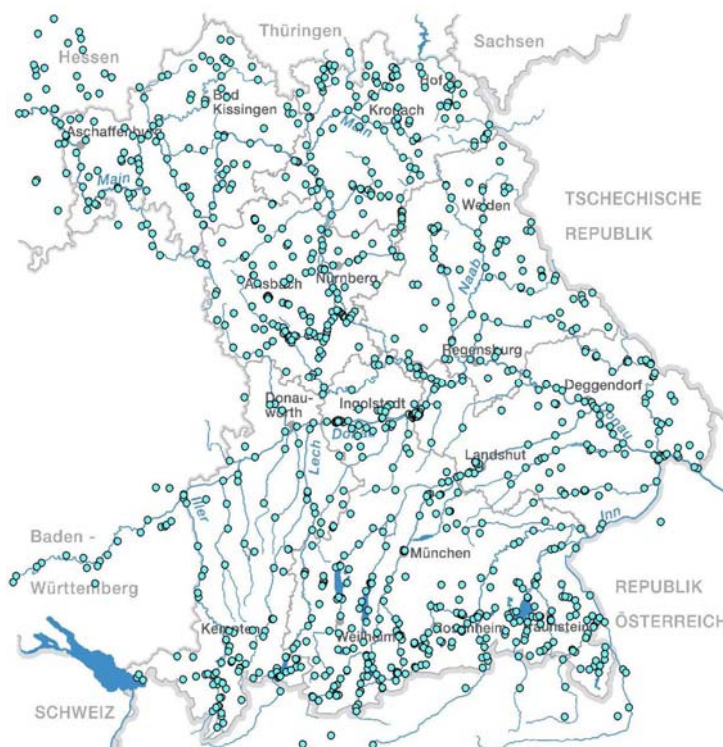 Thüringen
Sachsen
Hessen
Hof
Bad
Kissingen
Kronach
Main
Aschaffenburg
Main
Weiden
TSCHECHISCHE
REPUBLIK
Nürnberg
Ansbach
Naab
Regensburg
Deggendorf
Donau-
wörth
Ingolstadt
Donau
Donau
Lech
Landshut
Iller
Inn
Baden -
Württemberg
München
REPUBLIK
ÖSTERREICH
Kempten
Weilheim
Rosenheim
Traunstein
SCHWEIZ